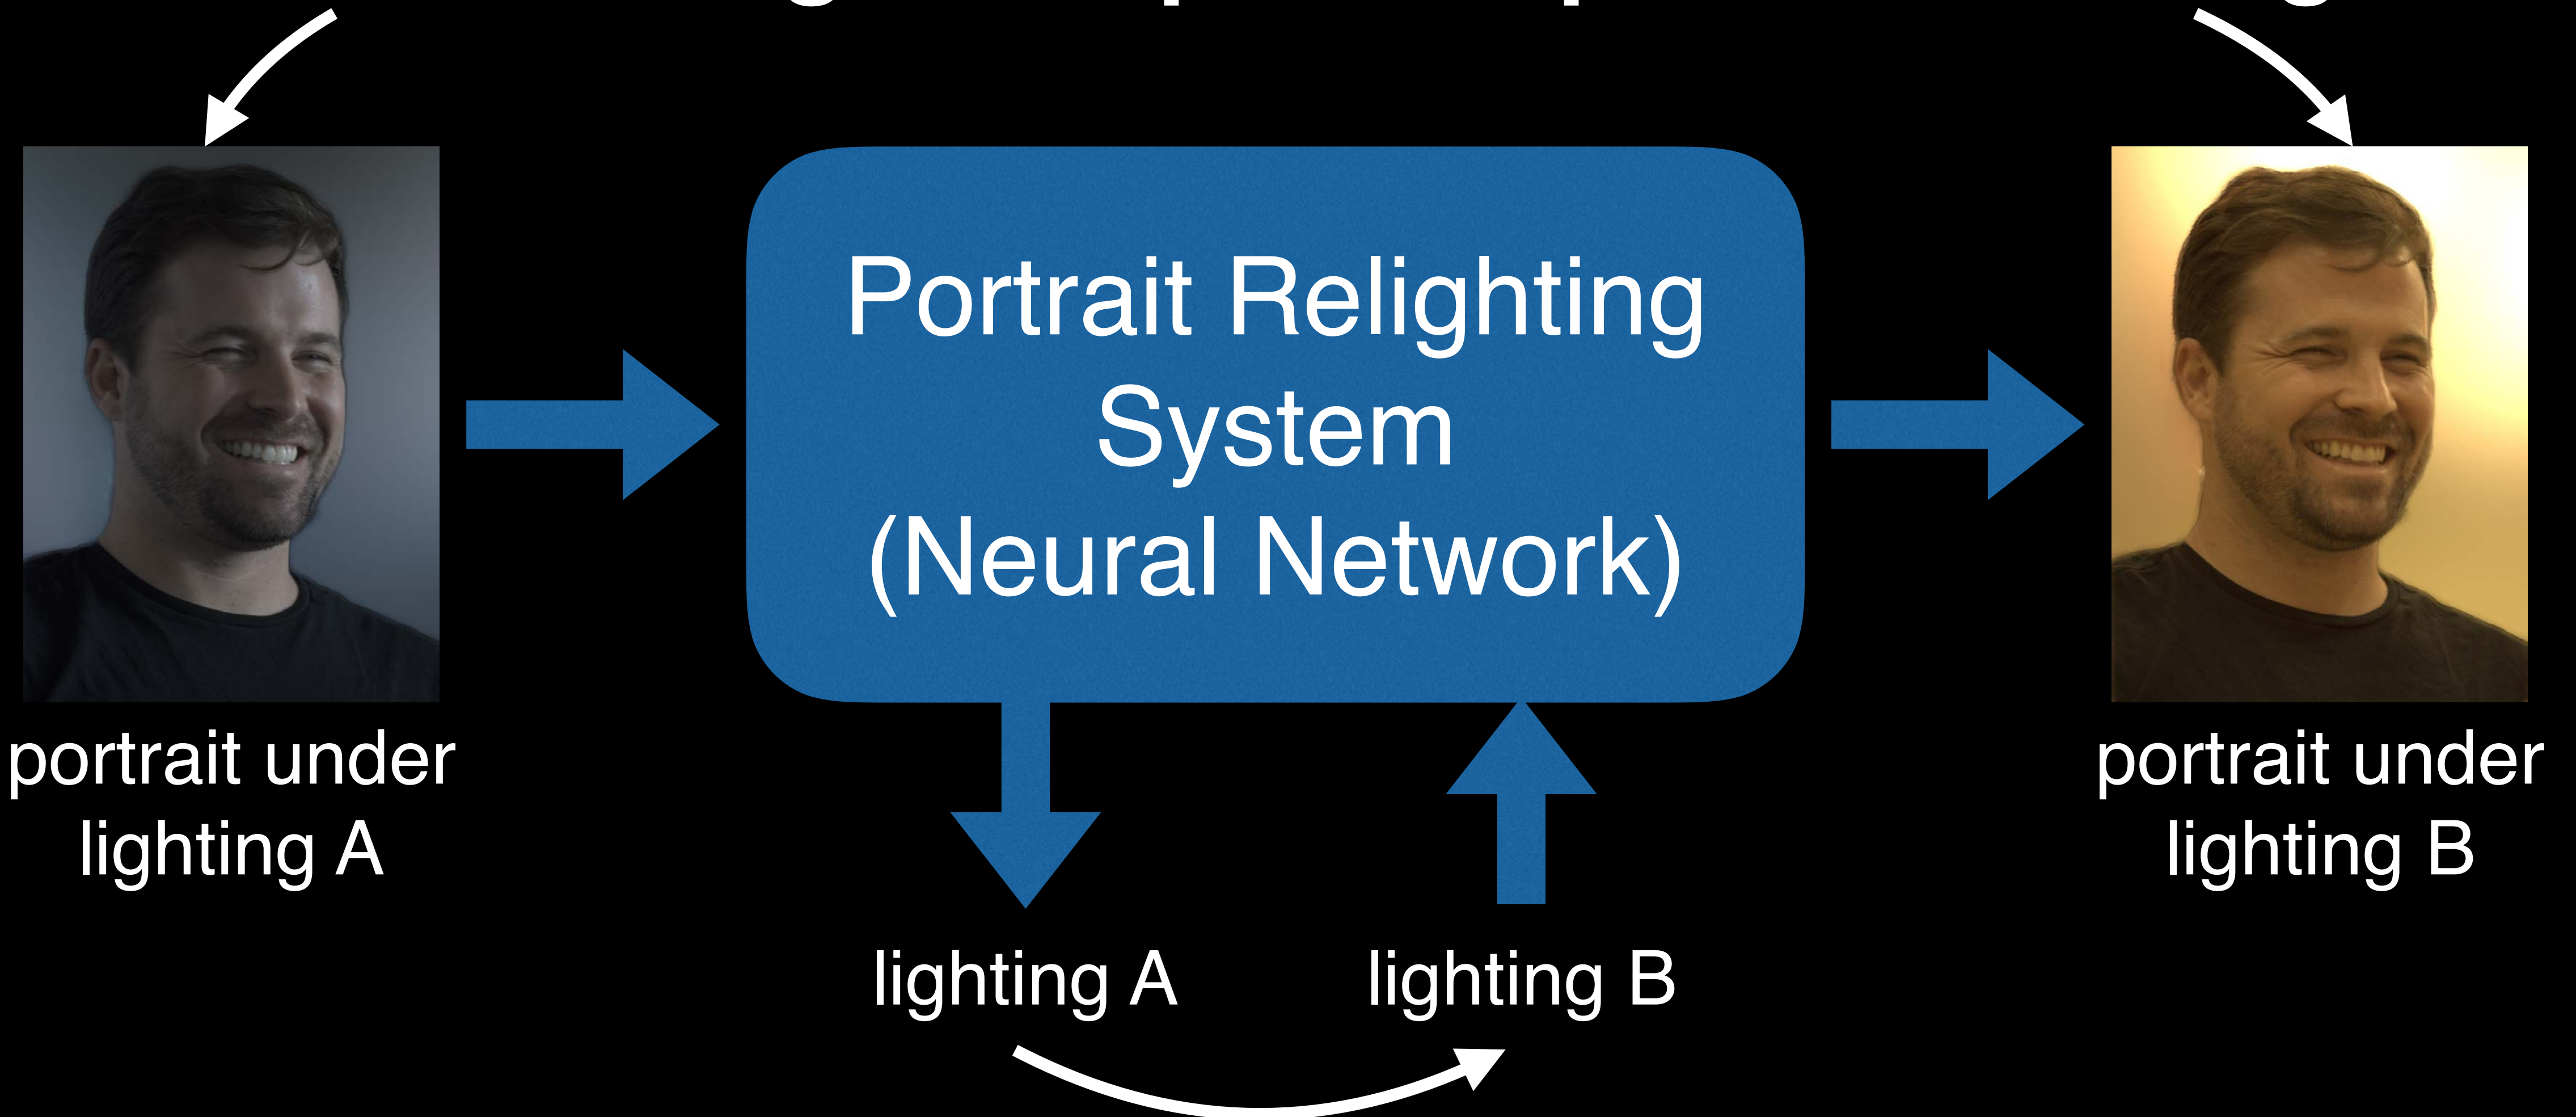 Portrait Relighting
System
(Neural Network)
portrait under
lighting A
portrait under
lighting B
lighting A
lighting B